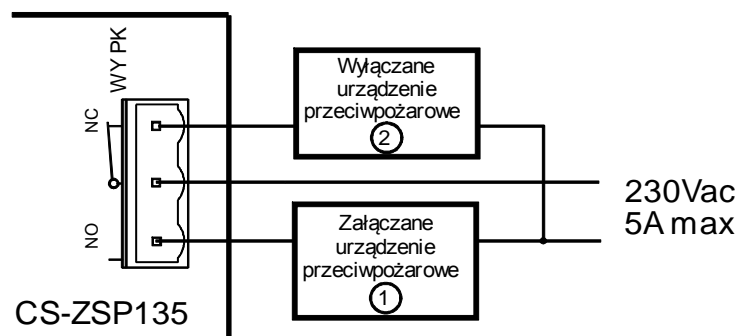 WY PK
NC
NO
Wyłączane
urządzenie
przeciwpożarowe
2
230Vac
5A max
Załączane
urządzenie
przeciwpożarowe
1
CS-ZSP135